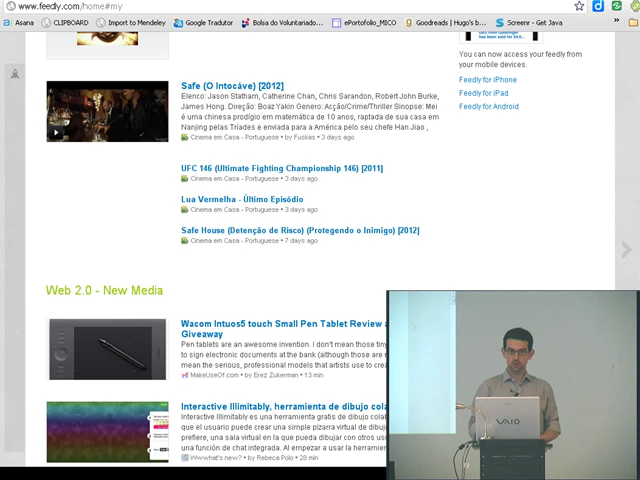 www.feedly.com/home#my
Asana CLIPBOARD Import to Mendeley Google Tradutor Bolsa do Voluntariado... ePortofolio_MICO Goodreads | Hugo's b... Screenr - Get Java
You can now access your feedly from
your mobile devices.
Feedly for iPhone
Feedly for iPad
Feedly for Android
Safe (O Intocáve) [2012]
Elenco: Jason Statham, Catherine Chan, Chris Sarandon, Robert John Burke,
James Hong. Direção: Boaz Yakin Genero: Acção/Crime/Thriller Sinopse: Mei
é uma chinesa prodígio em matemática de 10 anos, raptada de sua casa em
Nanjing pelas Tríades e enviada para a América pelo seu chefe Han Jiao ,
Cinema em Casa - Portuguese • by Fuskas • 3 days ago
UFC 146 (Ultimate Fighting Championship 146) [2011]
Cinema em Casa - Portuguese • 3 days ago
Lua Vermelha - Último Episódio
Cinema em Casa - Portuguese • 3 days ago
Safe House (Detenção de Risco) (Protegendo o Inimigo) [2012]
Cinema em Casa - Portuguese • 7 days ago
Web 2.0 - New Media
Wacom Intuos5 touch Small Pen Tablet Review a
Giveaway
Pen tablets are an awesome invention. I don't mean those tiny
to sign electronic documents at the bank (although those are n
mean the serious, professional models that artists use to crea
MakeUseOf.com • by Erez Zukerman • 13 min
Interactive Illimitably, herramienta de dibujo cola
Interactive Illimitably es una herramienta gratis de dibujo colabo
que el usuario puede crear una simple pizarra virtual de dibujo
prefiere, una sala virtual en la que pueda dibujar con otros usu
una función de chat integrada. Al empezar a usar la herramien
Wwwhat's new? • by Rebeca Polo • 28 min
VAIO